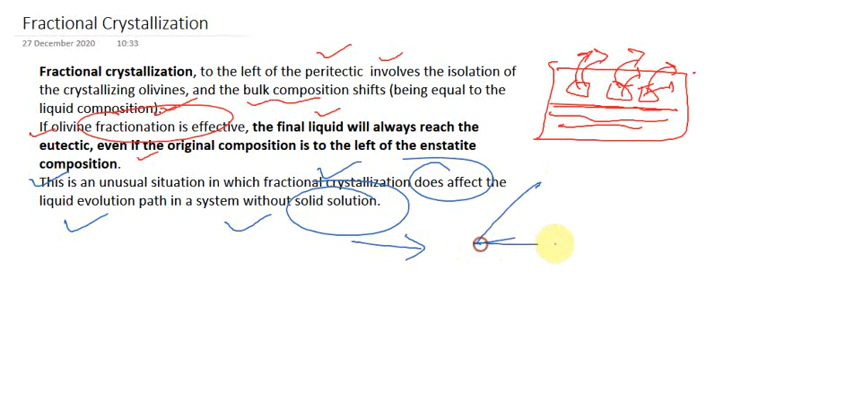 Fractional Crystallization
27 December 2020 10:33
Fractional crystallization, to the left of the peritectic involves the isolation of
the crystallizing olivines, and the bulk composition shifts (being equal to the
liquid composition).
If olivine fractionation is effective, the final liquid will always reach the
eutectic, even if the original composition is to the left of the enstatite
composition.
This is an unusual situation in which fractional crystallization does affect the
liquid evolution path in a system without solid solution.